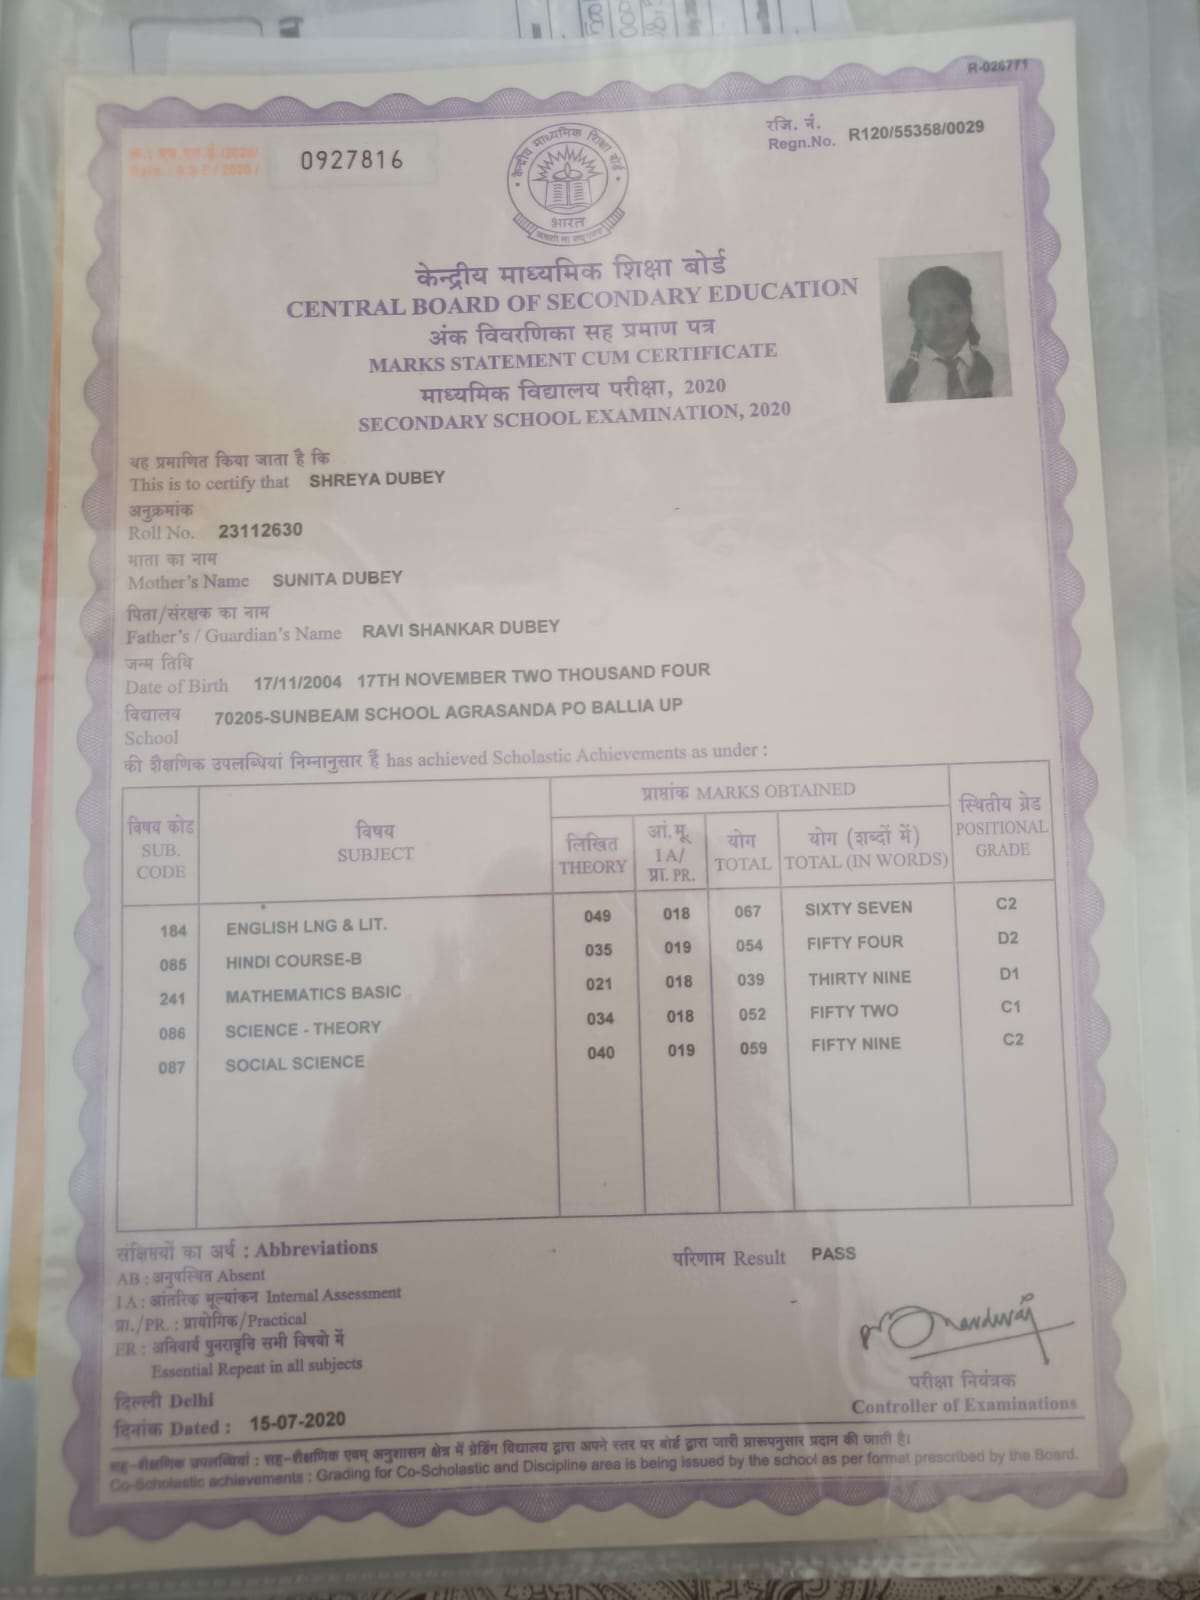 R-026771
0927816
रजि. नं.
Regn.No. R120/55358/0029
केन्द्रीय माध्यमिक शिक्षा बोर्ड
भारत
केन्द्रीय माध्यमिक शिक्षा बोर्ड
CENTRAL BOARD OF SECONDARY EDUCATION
अंक विवरणिका सह प्रमाण पत्र
MARKS STATEMENT CUM CERTIFICATE
माध्यमिक विद्यालय परीक्षा, 2020
SECONDARY SCHOOL EXAMINATION, 2020
यह प्रमाणित किया जाता है कि
This is to certify that SHREYA DUBEY
अनुक्रमांक
Roll No. 23112630
माता का नाम
Mother's Name SUNITA DUBEY
पिता/संरक्षक का नाम
Father's / Guardian's Name RAVI SHANKAR DUBEY
जन्म तिथि
Date of Birth 17/11/2004 17TH NOVEMBER TWO THOUSAND FOUR
विद्यालय 70205-SUNBEAM SCHOOL AGRASANDA PO BALLIA UP
School
की शैक्षणिक उपलब्धियां निम्नानुसार हैं has achieved Scholastic Achievements as under :
विषय कोड SUB. CODE विषय SUBJECT प्राप्तांक MARKS OBTAINED स्थितीय ग्रेड POSITIONAL GRADE
लिखित THEORY आं.मू. I A/ प्रा. PR. योग TOTAL योग (शब्दों में) TOTAL (IN WORDS)
184 ENGLISH LNG & LIT. 049 018 067 SIXTY SEVEN C2
085 HINDI COURSE-B 035 019 054 FIFTY FOUR D2
241 MATHEMATICS BASIC 021 018 039 THIRTY NINE D1
086 SCIENCE - THEORY 034 018 052 FIFTY TWO C1
087 SOCIAL SCIENCE 040 019 059 FIFTY NINE C2
संक्षिप्तियों का अर्थ : Abbreviations
परिणाम Result PASS
AB : अनुपस्थित Absent
I A : आंतरिक मूल्यांकन Internal Assessment
प्रा./PR. : प्रायोगिक/Practical
ER : अनिवार्य पुनरावृत्ति सभी विषयो में
Essential Repeat in all subjects
दिल्ली Delhi
दिनांक Dated : 15-07-2020
परीक्षा नियंत्रक
Controller of Examinations
सह-शैक्षणिक उपलब्धियां : सह-शैक्षणिक एवम् अनुशासन क्षेत्र में ग्रेडिंग विद्यालय द्वारा अपने स्तर पर बोर्ड द्वारा जारी प्रारूपनुसार प्रदान की जाती है।
Co-Scholastic achievements : Grading for Co-Scholastic and Discipline area is being issued by the school as per format prescribed by the Board.